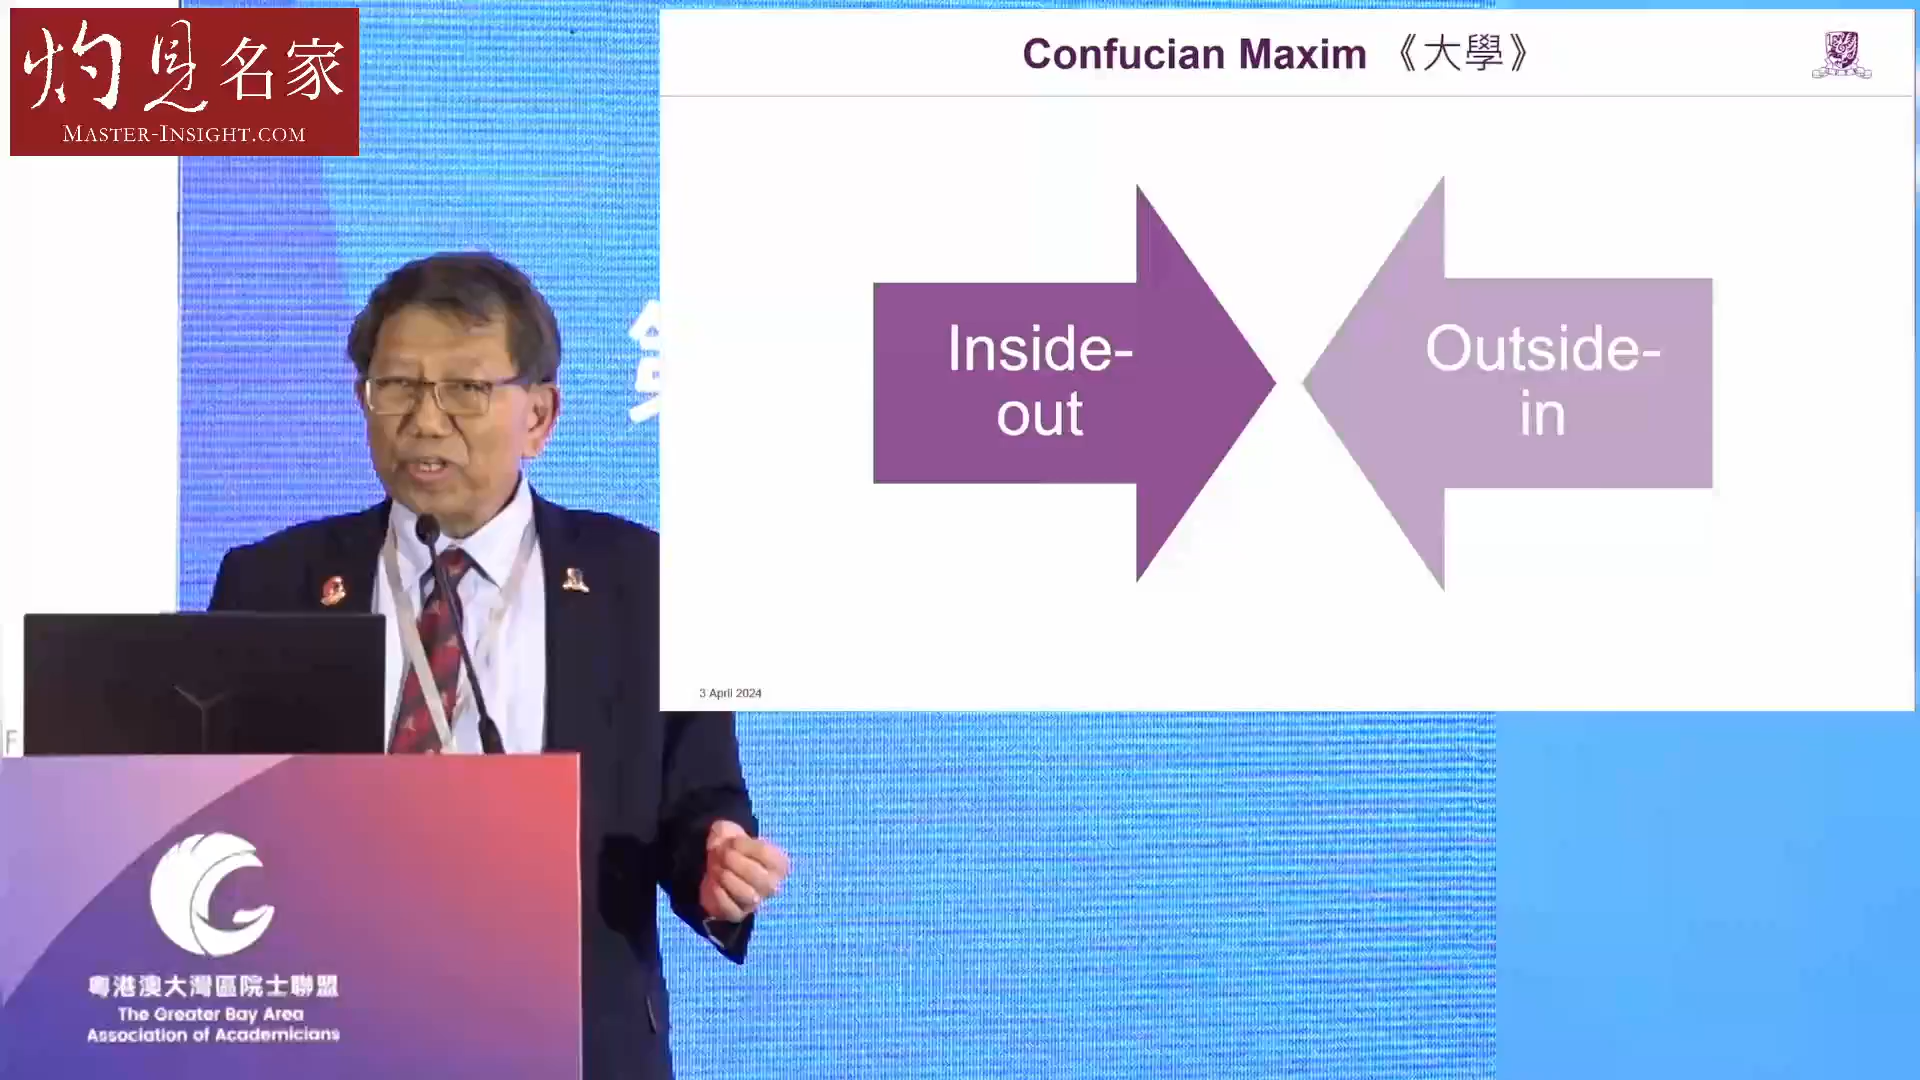 灼見名家
MASTER-INSIGHT.COM
Confucian Maxim 《大學》
Inside-
out
Outside-
in
3 April 2024
F
粵港澳大灣區院士聯盟
The Greater Bay Area
Association of Academicians